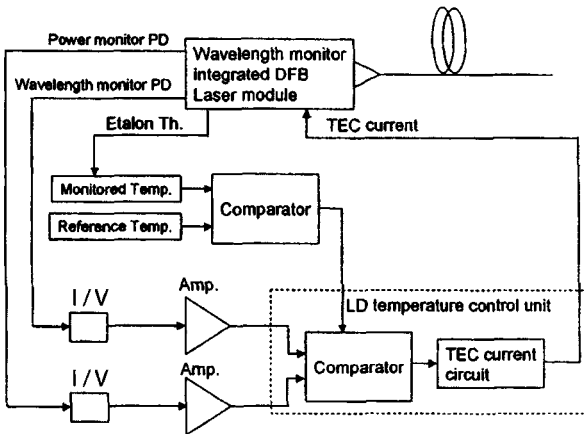 Power monitor PD
Wavelength monitor
integrated DFB
Laser module
Wavelength monitor PD
Etalon Th.
TEC current
Monitored Temp.
Comparator
Reference Temp.
I / V
Amp.
LD temperature control unit
Comparator
TEC current
circuit
I / V
Amp.